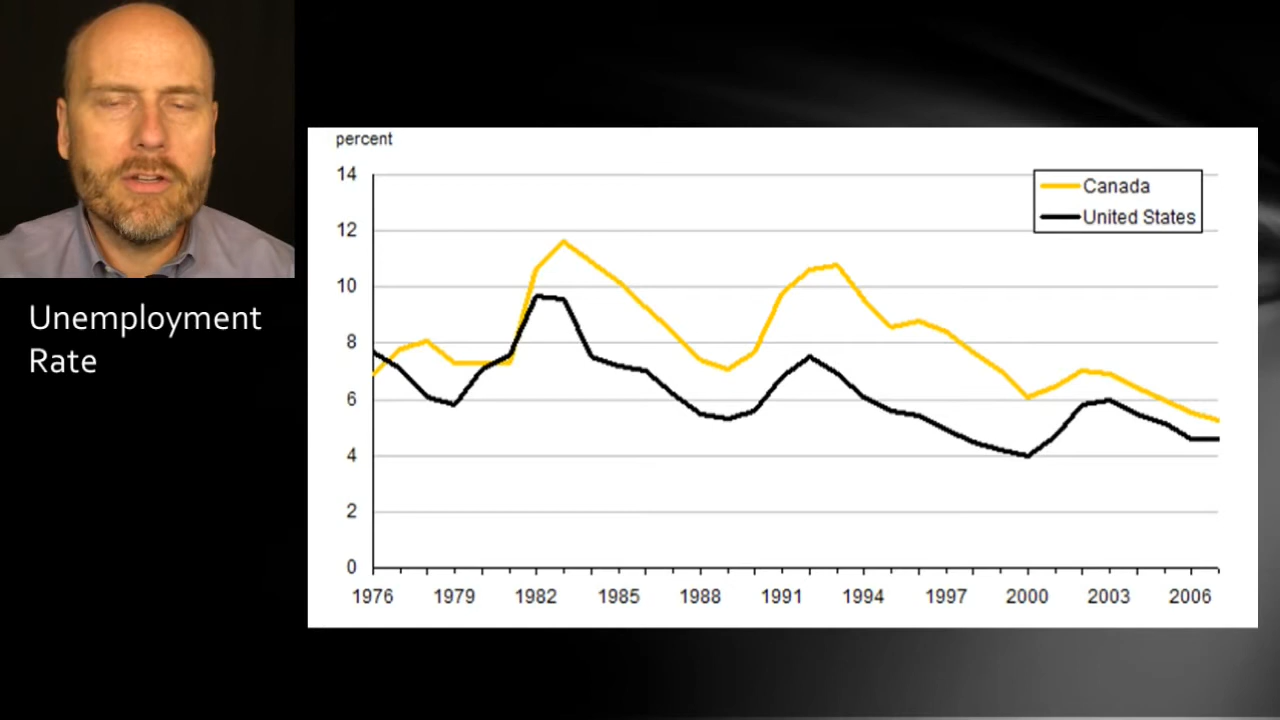 Unemployment
Rate
percent
14
12
10
8
6
4
2
0
Canada
United States
1976 1979 1982 1985 1988 1991 1994 1997 2000 2003 2006